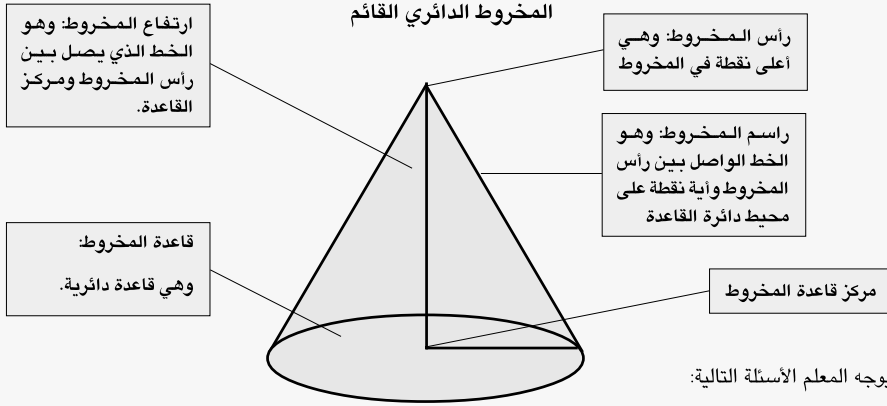 المخروط الدائري القائم
رأس المخروط: وهي
أعلى نقطة في المخروط
ارتفاع المخروط: وهو
الخط الذي يصل بين
رأس المخروط ومركز
القاعدة.
راسم المخروط: وهو
الخط الواصل بين رأس
المخروط وأية نقطة على
محيط دائرة القاعدة
قاعدة المخروط:
وهي قاعدة دائرية.
مركز قاعدة المخروط
يوجه المعلم الأسئلة التالية: